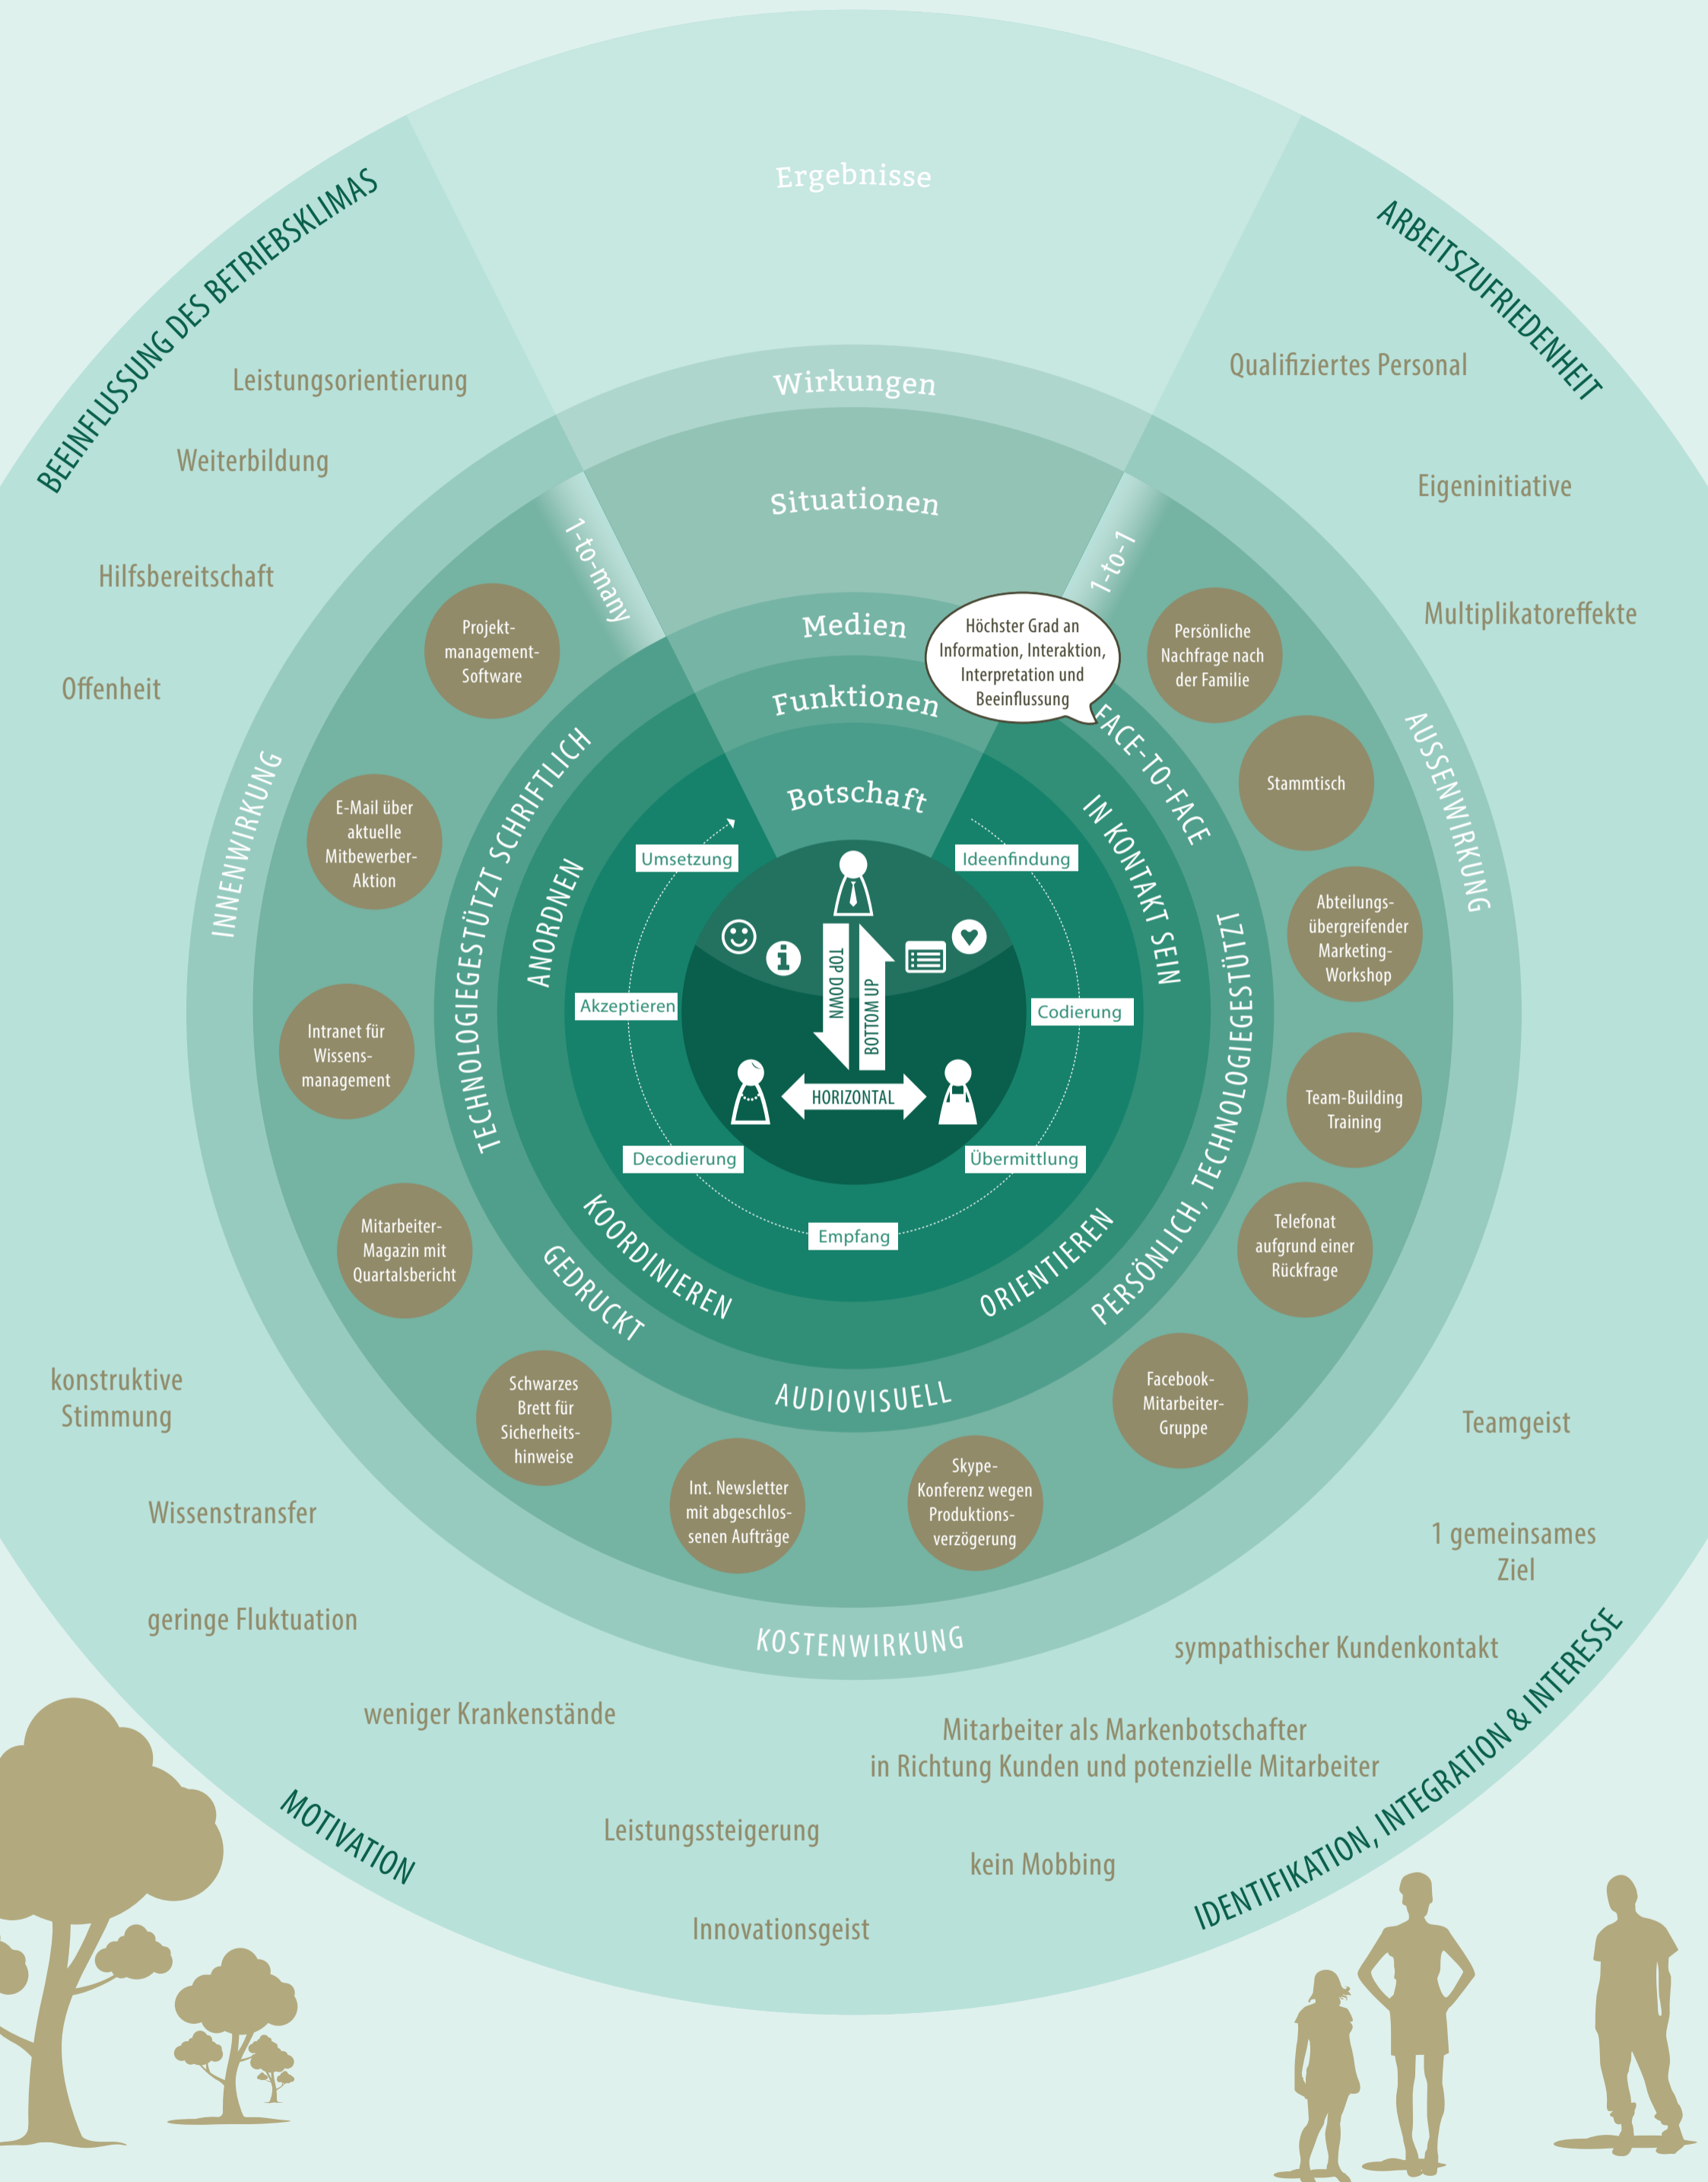 Ergebnisse
Wirkungen
Situationen
Medien
Funktionen
Botschaft
1-to-many
1-to-1
Höchster Grad an
Information, Interaktion,
Interpretation und
Beeinflussung
BEEINFLUSSUNG DES BETRIEBSKLIMAS
Leistungsorientierung
Weiterbildung
Hilfsbereitschaft
Offenheit
ARBEITSZUFRIEDENHEIT
Qualifiziertes Personal
Eigeninitiative
Multiplikatoreffekte
INNENWIRKUNG
AUSSENWIRKUNG
KOSTENWIRKUNG
Projekt-
management-
Software
E-Mail über
aktuelle
Mitbewerber-
Aktion
Intranet für
Wissens-
management
Mitarbeiter-
Magazin mit
Quartalsbericht
Schwarzes
Brett für
Sicherheits-
hinweise
Int. Newsletter
mit abgeschlos-
senen Aufträge
Skype-
Konferenz wegen
Produktions-
verzögerung
Facebook-
Mitarbeiter-
Gruppe
Telefonat
aufgrund einer
Rückfrage
Team-Building
Training
Abteilungs-
übergreifender
Marketing-
Workshop
Stammtisch
Persönliche
Nachfrage nach
der Familie
TECHNOLOGIEGESTÜTZT SCHRIFTLICH
GEDRUCKT
AUDIOVISUELL
PERSÖNLICH, TECHNOLOGIEGESTÜTZT
FACE-TO-FACE
ANORDNEN
KOORDINIEREN
ORIENTIEREN
IN KONTAKT SEIN
Ideenfindung
Codierung
Übermittlung
Empfang
Decodierung
Akzeptieren
Umsetzung
TOP DOWN
BOTTOM UP
HORIZONTAL
konstruktive
Stimmung
Wissenstransfer
geringe Fluktuation
weniger Krankenstände
Leistungssteigerung
Innovationsgeist
MOTIVATION
Teamgeist
1 gemeinsames
Ziel
sympathischer Kundenkontakt
Mitarbeiter als Markenbotschafter
in Richtung Kunden und potenzielle Mitarbeiter
kein Mobbing
IDENTIFIKATION, INTEGRATION & INTERESSE